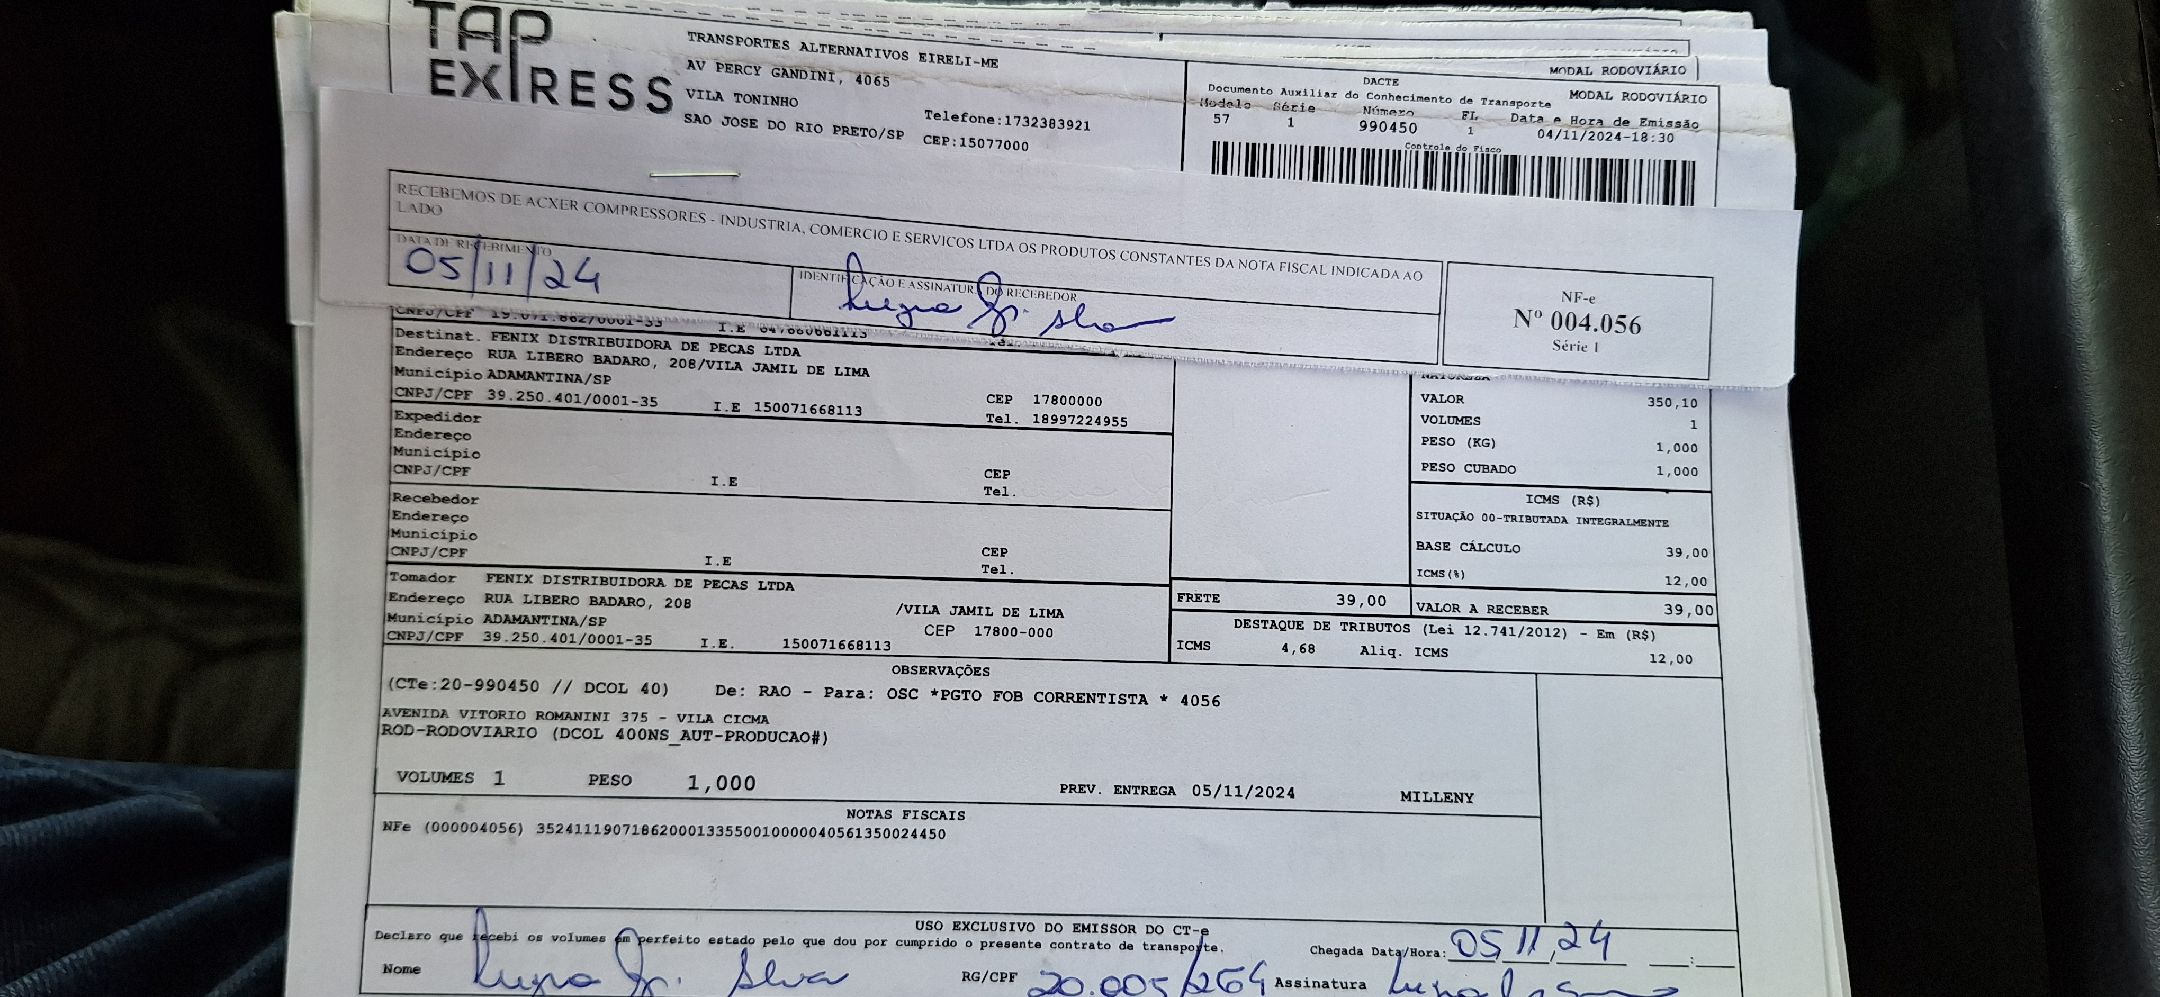 TAP EXPRESS
TRANSPORTES ALTERNATIVOS EIRELI-ME
AV PERCY GANDINI, 4065
VILA TONINHO
SAO JOSE DO RIO PRETO/SP
Telefone:1732383921
CEP:15077000
MODAL RODOVIÁRIO
DACTE
MODAL RODOVIÁRIO
Documento Auxiliar do Conhecimento de Transporte
Modelo Série Número FL Data e Hora de Emissão
57 1 990450 1 04/11/2024-18:30
Controle do Fisco
RECEBEMOS DE ACXER COMPRESSORES - INDUSTRIA, COMERCIO E SERVICOS LTDA OS PRODUTOS CONSTANTES DA NOTA FISCAL INDICADA AO
LADO
DATA DE RECEBIMENTO
05/11/24
IDENTIFICAÇÃO E ASSINATURA DO RECEBEDOR
NF-e
Nº 004.056
Série 1
CNPJ/CPF 19.071.862/0001-33 I.E
Destinat. FENIX DISTRIBUIDORA DE PECAS LTDA
Endereço RUA LIBERO BADARO, 208/VILA JAMIL DE LIMA
Município ADAMANTINA/SP CEP 17800000
CNPJ/CPF 39.250.401/0001-35 I.E 150071668113 Tel. 18997224955
Expedidor
Endereço
Município CEP
CNPJ/CPF I.E Tel.
Recebedor
Endereço
Município CEP
CNPJ/CPF I.E Tel.
Tomador FENIX DISTRIBUIDORA DE PECAS LTDA
Endereço RUA LIBERO BADARO, 208 /VILA JAMIL DE LIMA
Município ADAMANTINA/SP CEP 17800-000
CNPJ/CPF 39.250.401/0001-35 I.E. 150071668113
NATUREZA
VALOR 350,10
VOLUMES 1
PESO (KG) 1,000
PESO CUBADO 1,000
ICMS (R$)
SITUAÇÃO 00-TRIBUTADA INTEGRALMENTE
BASE CÁLCULO 39,00
ICMS(%) 12,00
FRETE 39,00 VALOR A RECEBER 39,00
DESTAQUE DE TRIBUTOS (Lei 12.741/2012) - Em (R$)
ICMS 4,68 Aliq. ICMS 12,00
OBSERVAÇÕES
(CTe:20-990450 // DCOL 40) De: RAO - Para: OSC *PGTO FOB CORRENTISTA * 4056
AVENIDA VITORIO ROMANINI 375 - VILA CICMA
ROD-RODOVIARIO (DCOL 400NS_AUT-PRODUCAO#)
VOLUMES 1 PESO 1,000 PREV. ENTREGA 05/11/2024 MILLENY
NOTAS FISCAIS
NFe (000004056) 35241119071862000133550010000040561350024450
USO EXCLUSIVO DO EMISSOR DO CT-e
Declaro que recebi os volumes em perfeito estado pelo que dou por cumprido o presente contrato de transporte. Chegada Data/Hora: 05,11,24
Nome Silva RG/CPF 20.005/264 Assinatura